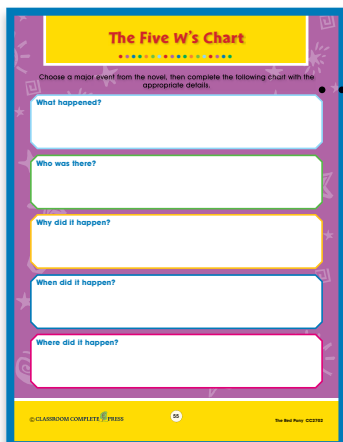 The Five W's Chart
Choose a major event from the novel, then complete the following chart with the
appropriate details.
What happened?
Who was there?
Why did it happen?
When did it happen?
Where did it happen?
© CLASSROOM COMPLETE PRESS
55
The Red Pony CC2702